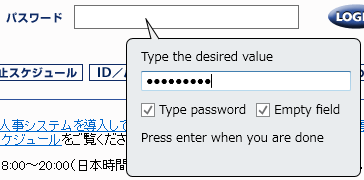 パスワード
LOG
Type the desired value
●●●●●●●●●
止スケジュール
ID／
Type password
Empty field
人事システムを導入して
Press enter when you are done
ケジュールをご覧くださ
8:00～20:00（日本時間